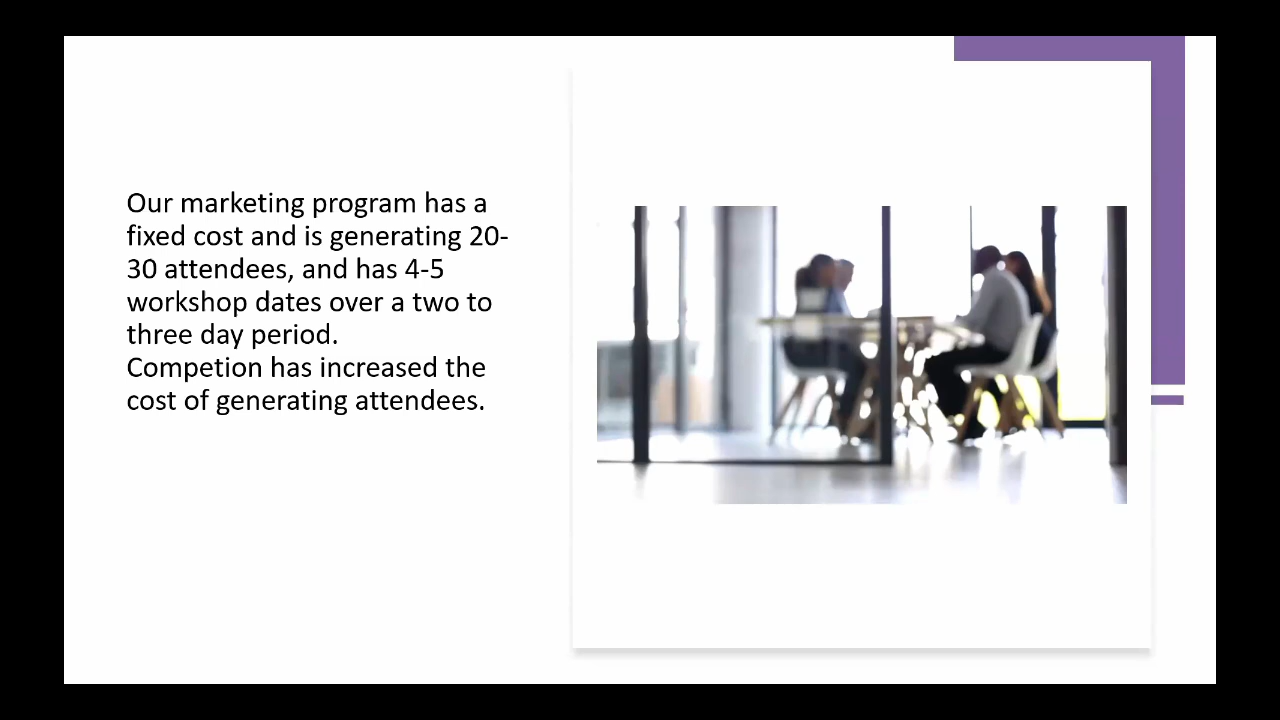 Our marketing program has a
fixed cost and is generating 20-
30 attendees, and has 4-5
workshop dates over a two to
three day period.
Competion has increased the
cost of generating attendees.